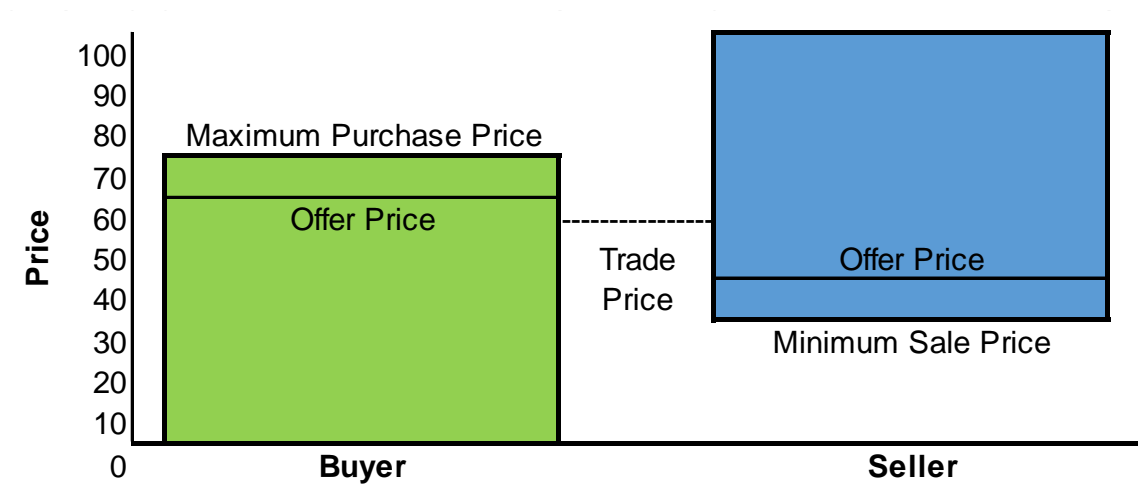 100
90
80
Maximum Purchase Price
70
Offer Price
60
50
Trade
Price
Offer Price
40
30
Minimum Sale Price
20
10
0
Price
Buyer
Seller